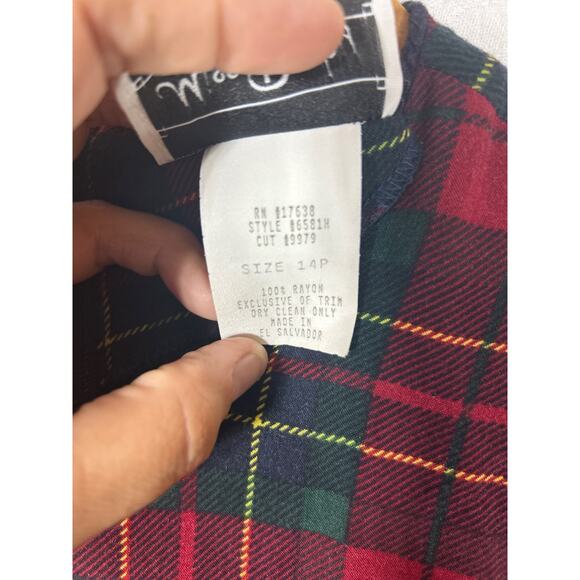 RN #17638
STYLE #6581H
CUT #9979
SIZE 14P
100% RAYON
EXCLUSIVE OF TRIM
DRY CLEAN ONLY
MADE IN
EL SALVADOR